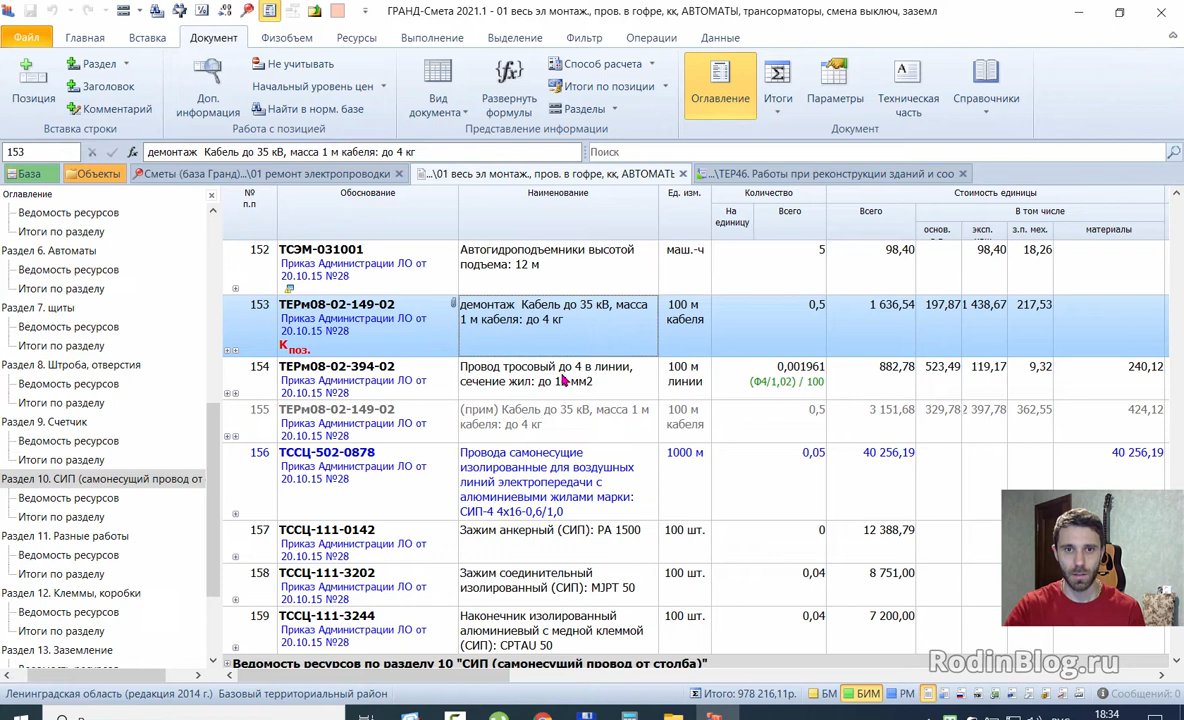 ГРАНД-Смета 2021.1 - 01 весь эл монтаж., пров. в гофре, кк, АВТОМАТЫ, трансорматоры, смена выключ, заземл
Файл Главная Вставка Документ Физобъем Ресурсы Выполнение Выделение Фильтр Операции Данные
Позиция
Раздел
Заголовок
Комментарий
Вставка строки
Доп. информация
Не учитывать
Начальный уровень цен
Найти в норм. базе
Работа с позицией
Вид документа
Развернуть формулы
Способ расчета
Итоги по позиции
Разделы
Представление информации
Оглавление
Итоги
Параметры
Техническая часть
Справочники
Документ
153 fx демонтаж Кабель до 35 кВ, масса 1 м кабеля: до 4 кг Поиск
База Объекты Сметы (база Гранд)...\01 ремонт электропроводки ...\01 весь эл монтаж., пров. в гофре, кк, АВТОМАТЬ ...\ТЕР46. Работы при реконструкции зданий и соо
Оглавление
Ведомость ресурсов
Итоги по разделу
Раздел 6. Автоматы
Ведомость ресурсов
Итоги по разделу
Раздел 7. щиты
Ведомость ресурсов
Итоги по разделу
Раздел 8. Штроба, отверстия
Ведомость ресурсов
Итоги по разделу
Раздел 9. Счетчик
Ведомость ресурсов
Итоги по разделу
Раздел 10. СИП (самонесущий провод от
Ведомость ресурсов
Итоги по разделу
Раздел 11. Разные работы
Ведомость ресурсов
Итоги по разделу
Раздел 12. Клеммы, коробки
Ведомость ресурсов
Итоги по разделу
Раздел 13. Заземление
№ п.п Обоснование Наименование Ед. изм. Количество Стоимость единицы
На единицу Всего Всего В том числе
основ. эксп. з.п. мех. материалы
152 ТСЭМ-031001 Автогидроподъемники высотой маш.-ч 5 98,40 98,40 18,26
Приказ Администрации ЛО от подъема: 12 м
20.10.15 №28
153 ТЕРм08-02-149-02 демонтаж Кабель до 35 кВ, масса 100 м 0,5 1 636,54 197,87 1 438,67 217,53
Приказ Администрации ЛО от 1 м кабеля: до 4 кг кабеля
20.10.15 №28
К поз.
154 ТЕРм08-02-394-02 Провод тросовый до 4 в линии, 100 м 0,001961 882,78 523,49 119,17 9,32 240,12
Приказ Администрации ЛО от сечение жил: до мм2 линии (Ф4/1,02) / 100
20.10.15 №28
155 ТЕРм08-02-149-02 (прим) Кабель до 35 кВ, масса 1 м 100 м 0,5 3 151,68 329,78 2 397,78 362,55 424,12
Приказ Администрации ЛО от кабеля: до 4 кг кабеля
20.10.15 №28
156 ТССЦ-502-0878 Провода самонесущие 1000 м 0,05 40 256,19 40 256,19
Приказ Администрации ЛО от изолированные для воздушных
20.10.15 №28 линий электропередачи с
алюминиевыми жилами марки:
СИП-4 4х16-0,6/1,0
157 ТССЦ-111-0142 Зажим анкерный (СИП): РА 1500 100 шт. 0 12 388,79
Приказ Администрации ЛО от
20.10.15 №28
158 ТССЦ-111-3202 Зажим соединительный 100 шт. 0,04 8 751,00
Приказ Администрации ЛО от изолированный (СИП): MJPT 50
20.10.15 №28
159 ТССЦ-111-3244 Наконечник изолированный 100 шт. 0,04 7 200,00
Приказ Администрации ЛО от алюминиевый с медной клеммой
20.10.15 №28 (СИП): CPTAU 50
Ведомость ресурсов по разделу 10 "СИП (самонесущий провод от столба)"
RodinBlog.ru
Ленинградская область (редакция 2014 г.) Базовый территориальный район Итого: 978 216,11р. БМ БИМ РМ Сообщений: 0
18:34